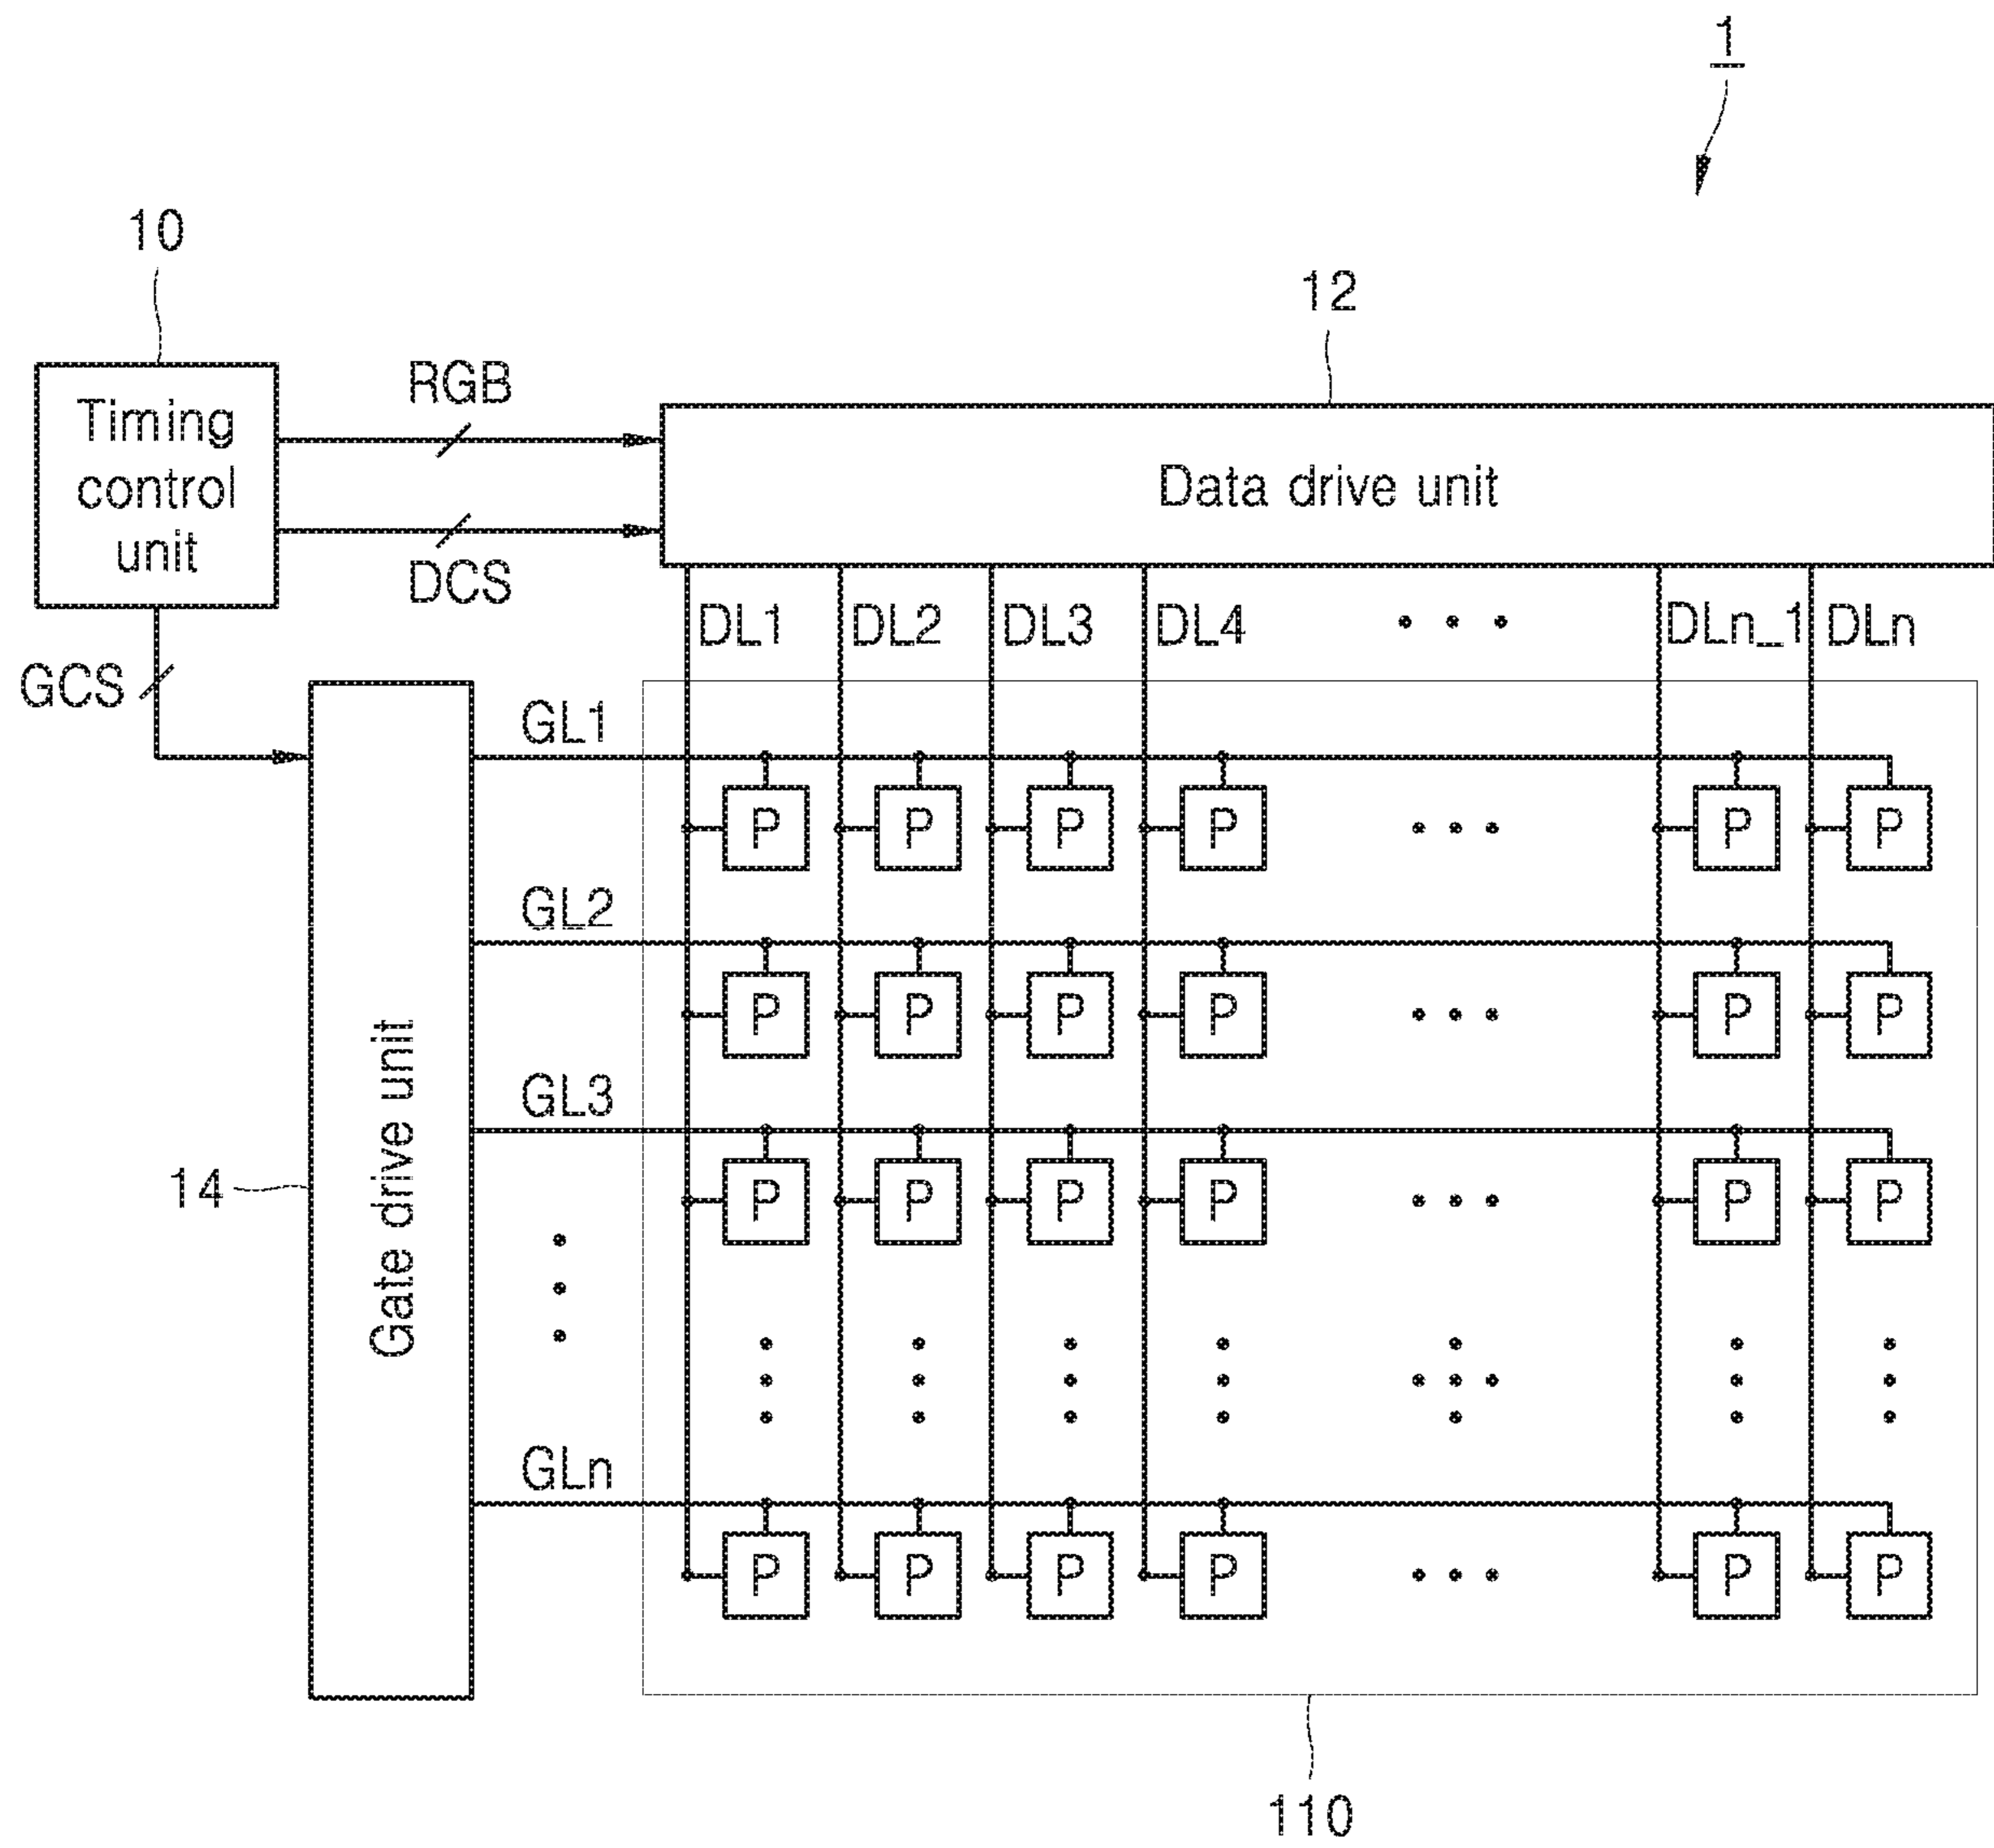 1
10
12
RGB
Timing
control
unit
Data drive unit
DCS
DL1 DL2 DL3 DL4 DLn_1 DLn
GCS
GL1
P P P P P P
GL2
P P P P P P
GL3
P P P P P P
14
Gate drive unit
GLn
P P P P P P
110